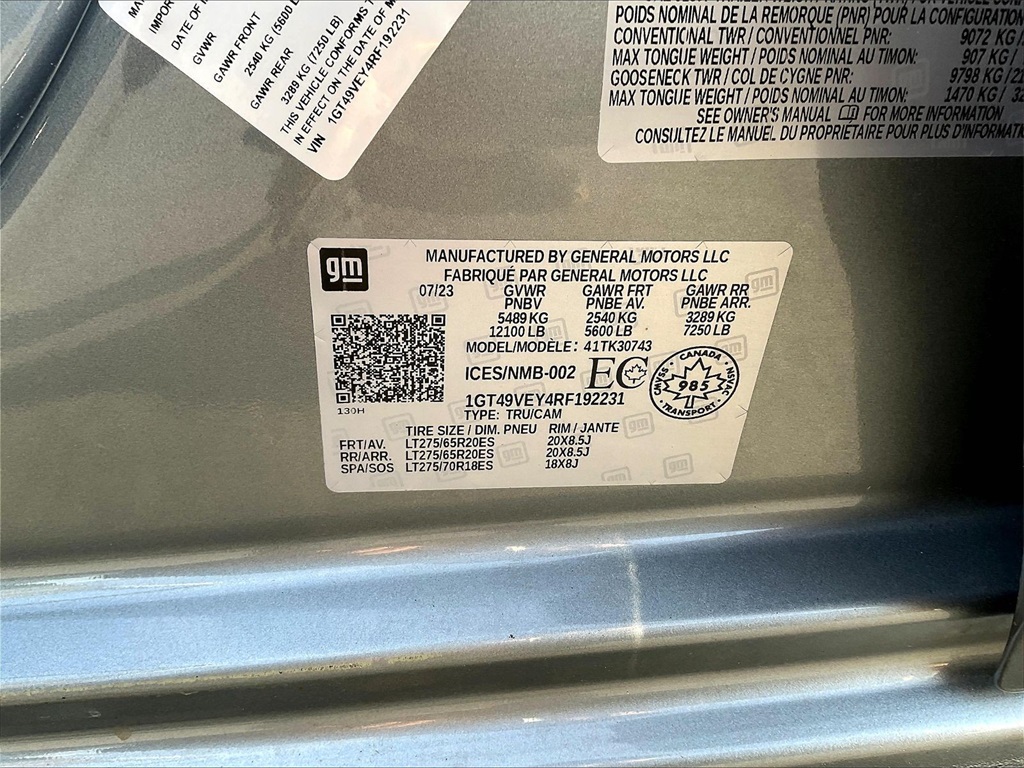 IMPOR
DATE OF M
GVWR
GAWR FRONT
2540 KG (5600 L
GAWR REAR
3289 KG (7250 LB)
THIS VEHICLE CONFORMS T
IN EFFECT ON THE DATE OF M
VIN 1GT49VEY4RF192231
POIDS NOMINAL DE LA REMORQUE (PNR) POUR LA CONFIGURATION
CONVENTIONAL TWR / CONVENTIONNEL PNR: 9072 KG /
MAX TONGUE WEIGHT / POIDS NOMINAL AU TIMON: 907 KG /
GOOSENECK TWR / COL DE CYGNE PNR: 9798 KG / 21
MAX TONGUE WEIGHT / POIDS NOMINAL AU TIMON: 1470 KG / 32
SEE OWNER'S MANUAL FOR MORE INFORMATION
CONSULTEZ LE MANUEL DU PROPRIÉTAIRE POUR PLUS D'INFORMATIO
gm
MANUFACTURED BY GENERAL MOTORS LLC
FABRIQUÉ PAR GENERAL MOTORS LLC
07/23 GVWR GAWR FRT GAWR RR
PNBV PNBE AV. PNBE ARR.
5489 KG 2540 KG 3289 KG
12100 LB 5600 LB 7250 LB
MODEL/MODÈLE: 41TK30743
ICES/NMB-002 EC
CANADA
CMVSS 985 NSVAC
TRANSPORT
130H
1GT49VEY4RF192231
TYPE: TRU/CAM
TIRE SIZE / DIM. PNEU RIM / JANTE
FRT/AV. LT275/65R20ES 20X8.5J
RR/ARR. LT275/65R20ES 20X8.5J
SPA/SOS LT275/70R18ES 18X8J